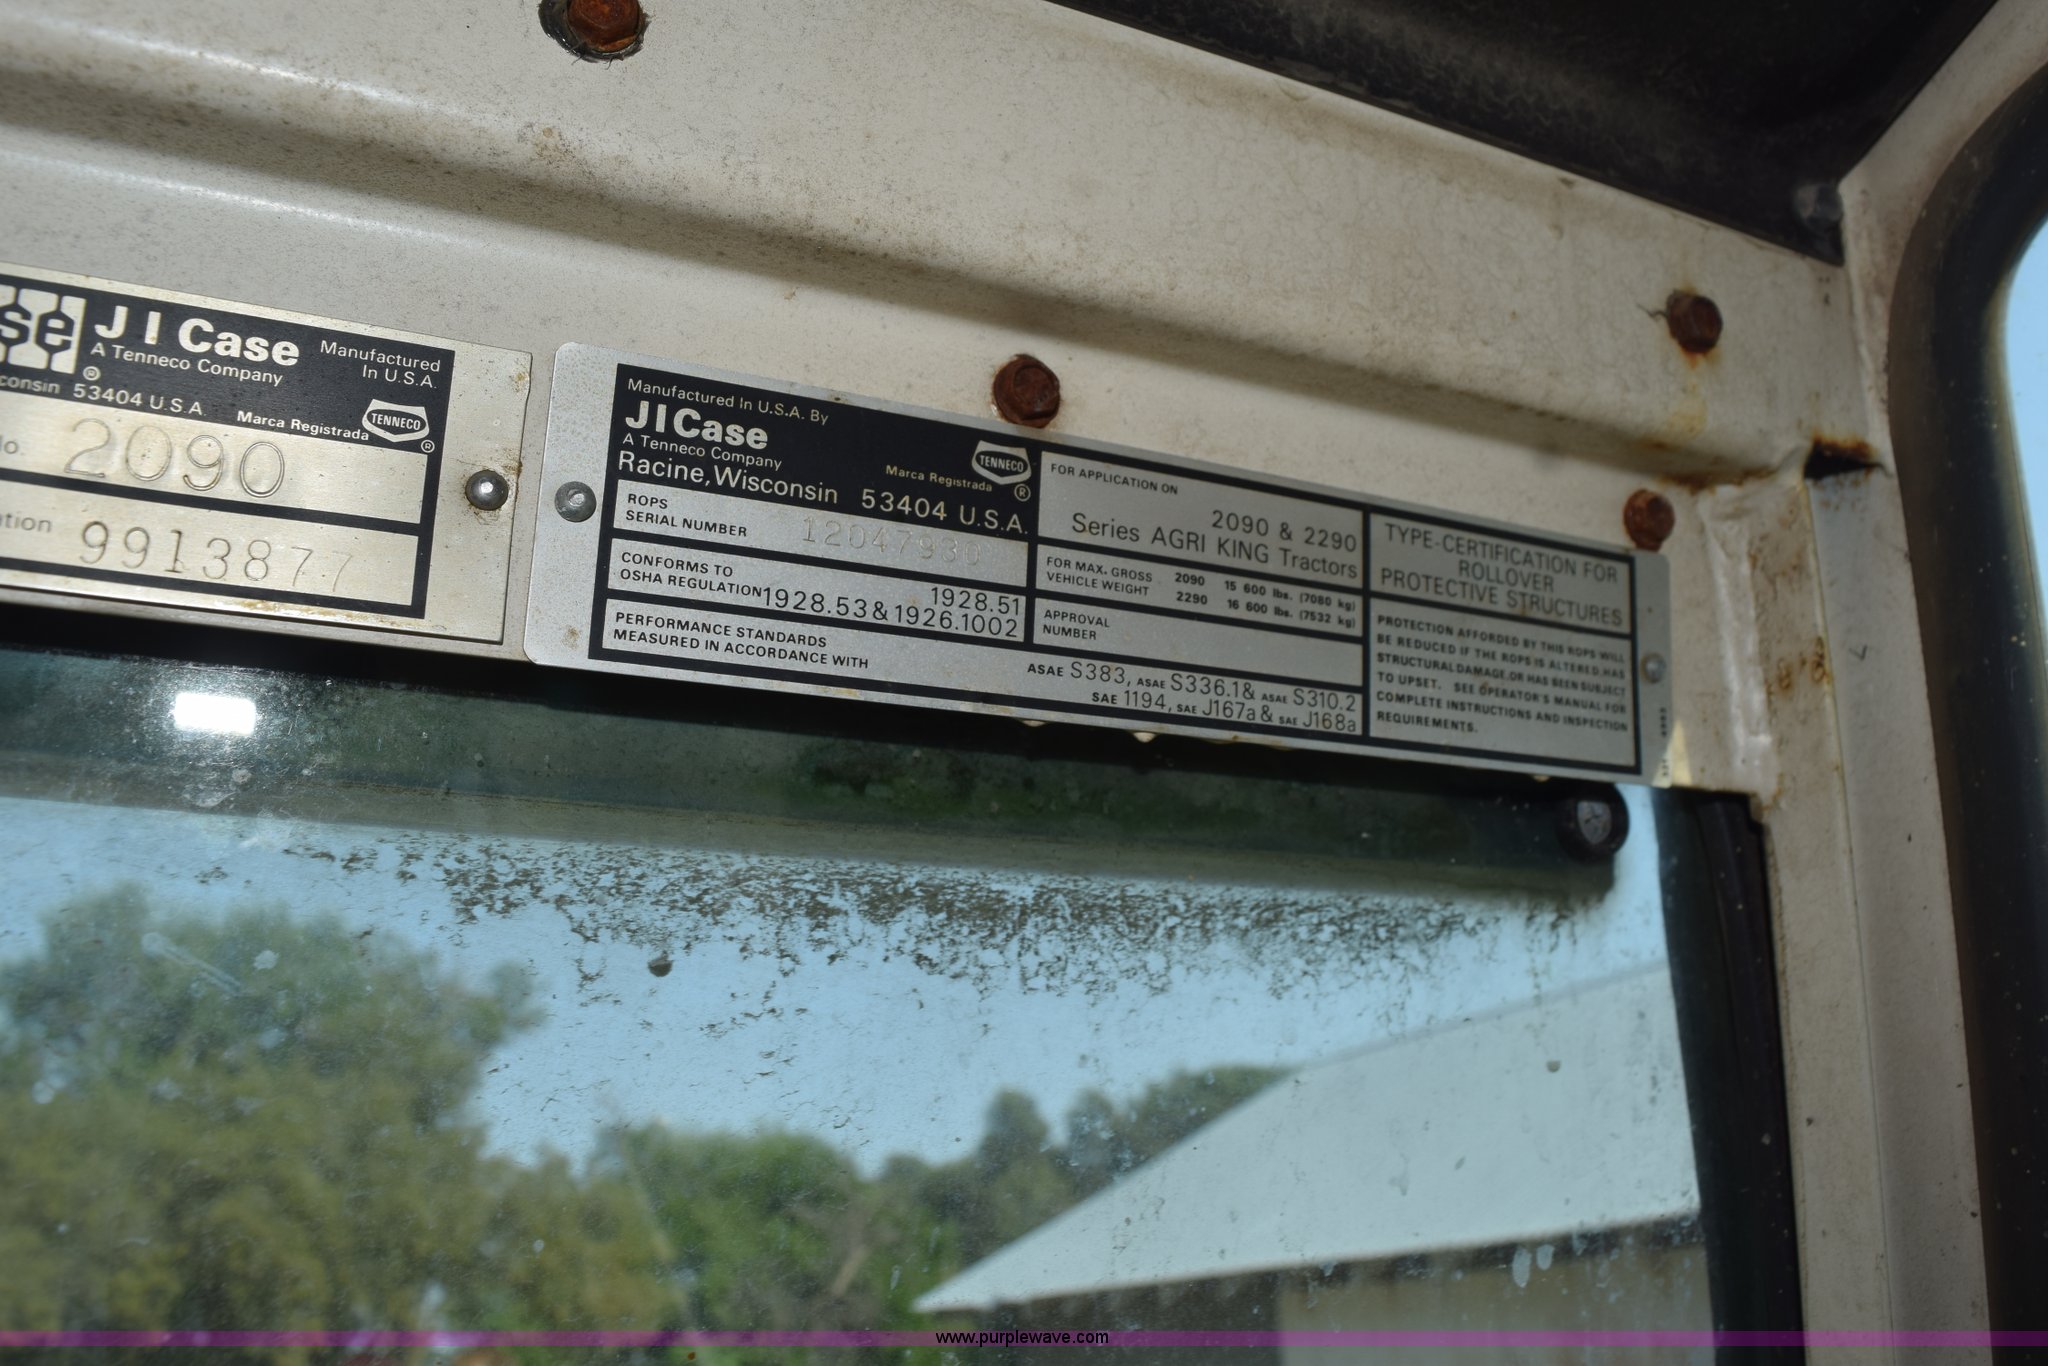 se J I Case
A Tenneco Company
Manufactured
In U.S.A.
®
consin 53404 U.S.A.
Marca Registrada
TENNECO
®
No. 2090
ation 9913877
Manufactured In U.S.A. By
JI Case
A Tenneco Company
Racine, Wisconsin 53404 U.S.A.
Marca Registrada
TENNECO
®
ROPS
SERIAL NUMBER 12047930
CONFORMS TO
OSHA REGULATION 1928.51
1928.53 & 1926.1002
PERFORMANCE STANDARDS
MEASURED IN ACCORDANCE WITH
ASAE S383, ASAE S336.1 & ASAE S310.2
SAE 1194, SAE J167a & SAE J168a
FOR APPLICATION ON
2090 & 2290
Series AGRI KING Tractors
FOR MAX. GROSS
VEHICLE WEIGHT
2090 15 600 lbs. (7080 kg)
2290 16 600 lbs. (7532 kg)
APPROVAL
NUMBER
TYPE-CERTIFICATION FOR
ROLLOVER
PROTECTIVE STRUCTURES
PROTECTION AFFORDED BY THIS ROPS WILL
BE REDUCED IF THE ROPS IS ALTERED, HAS
STRUCTURAL DAMAGE, OR HAS BEEN SUBJECT
TO UPSET. SEE OPERATOR'S MANUAL FOR
COMPLETE INSTRUCTIONS AND INSPECTION
REQUIREMENTS.
www.purplewave.com